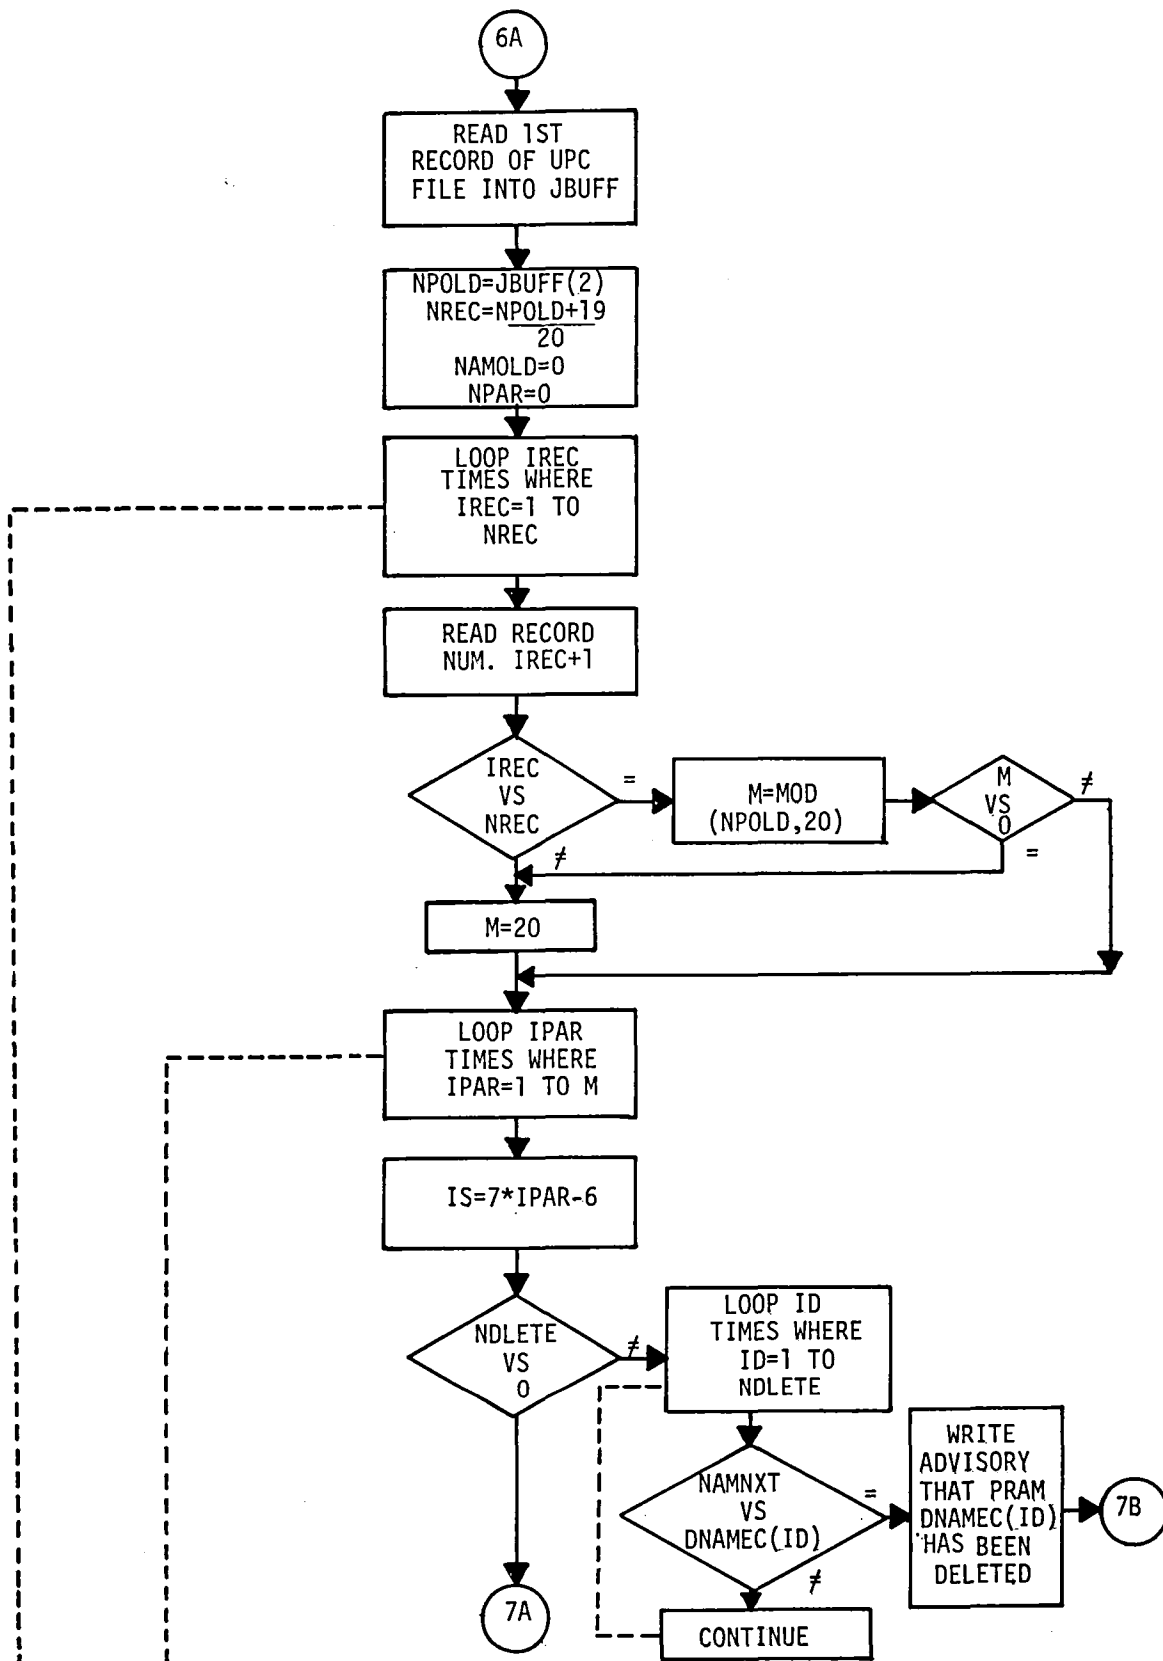 6A
READ 1ST
RECORD OF UPC
FILE INTO JBUFF
NPOLD=JBUFF(2)
NREC=NPOLD+19
20
NAMOLD=0
NPAR=0
LOOP IREC
TIMES WHERE
IREC=1 TO
NREC
READ RECORD
NUM. IREC+1
IREC
VS
NREC
=
≠
M=MOD
(NPOLD,20)
M
VS
0
≠
=
M=20
LOOP IPAR
TIMES WHERE
IPAR=1 TO M
IS=7*IPAR-6
NDLETE
VS
0
≠
LOOP ID
TIMES WHERE
ID=1 TO
NDLETE
NAMNXT
VS
DNAMEC(ID)
=
≠
WRITE
ADVISORY
THAT PRAM
DNAMEC(ID)
HAS BEEN
DELETED
7B
7A
CONTINUE